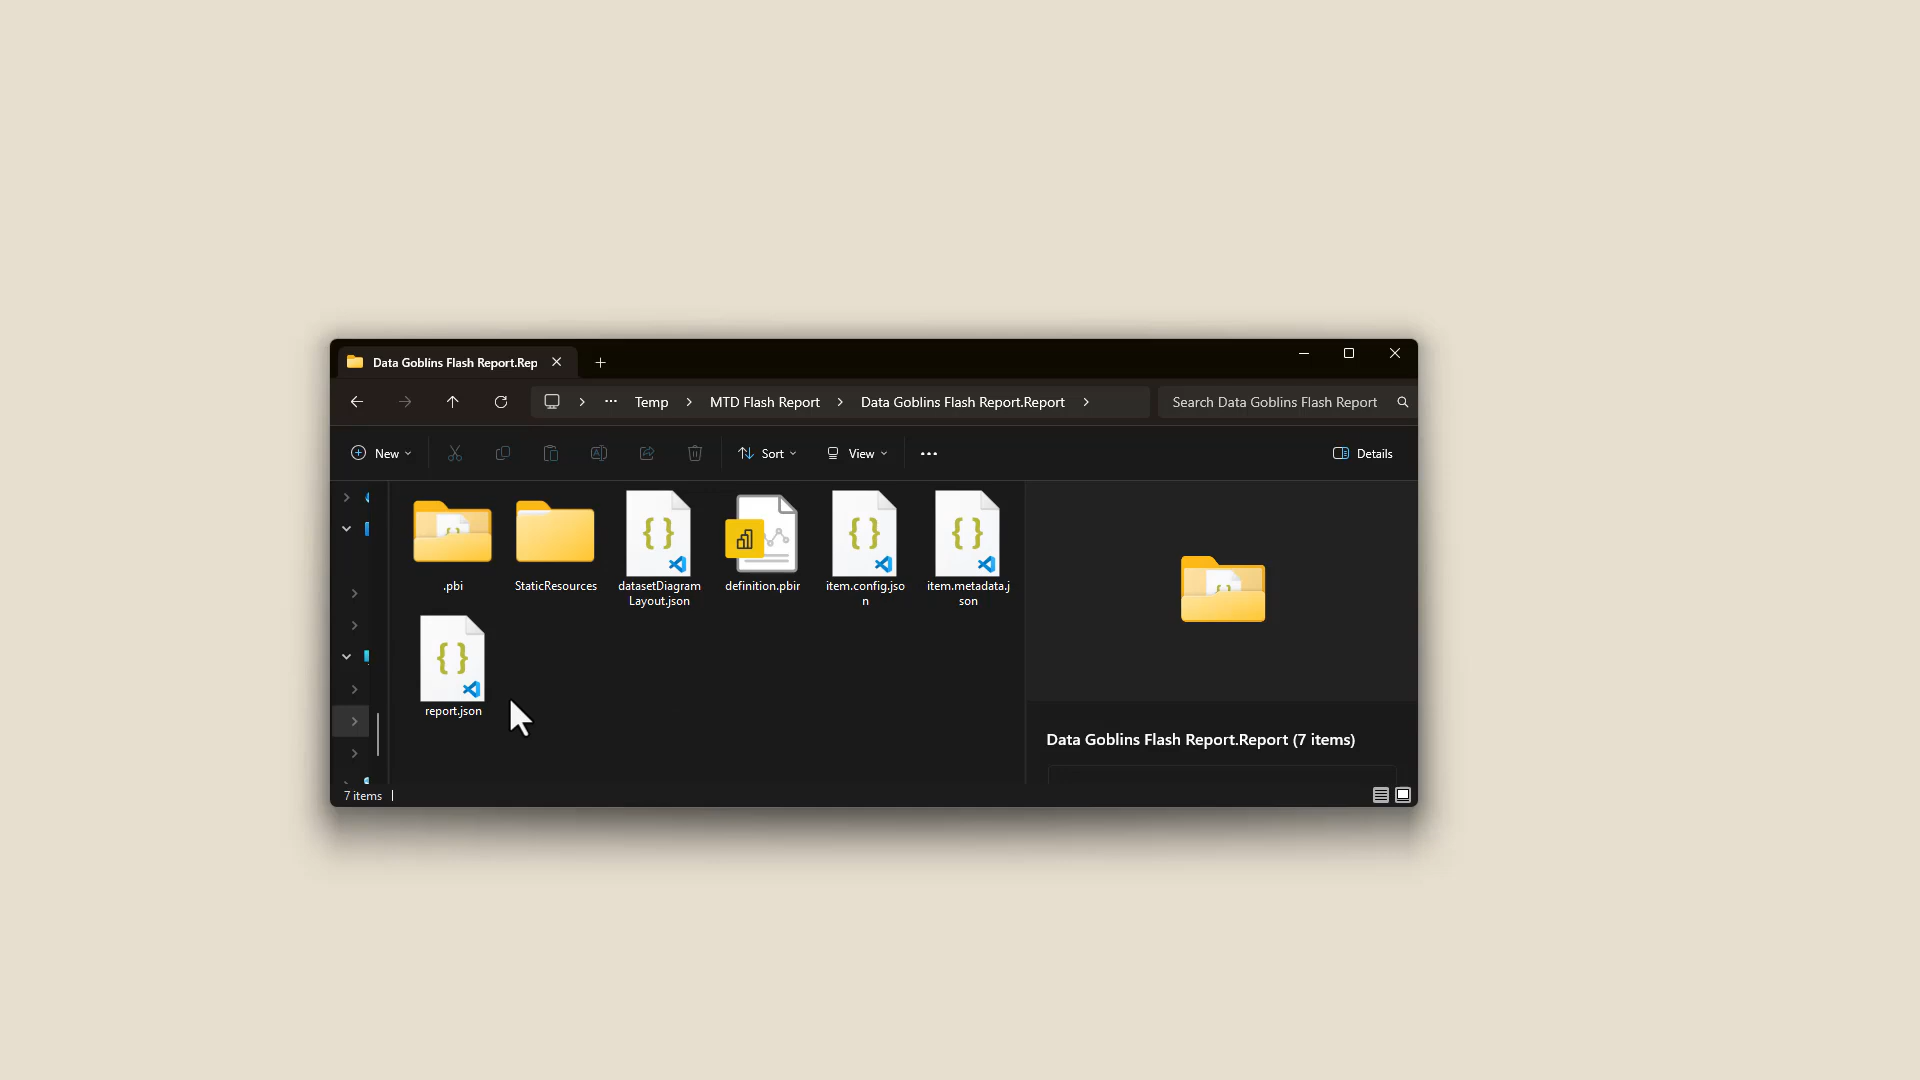 Data Goblins Flash Report.Rep
Temp
MTD Flash Report
Data Goblins Flash Report.Report
Search Data Goblins Flash Report
New
Sort
View
Details
.pbi
StaticResources
datasetDiagram
Layout.json
definition.pbir
item.config.jso
n
item.metadata.j
son
report.json
Data Goblins Flash Report.Report (7 items)
7 items